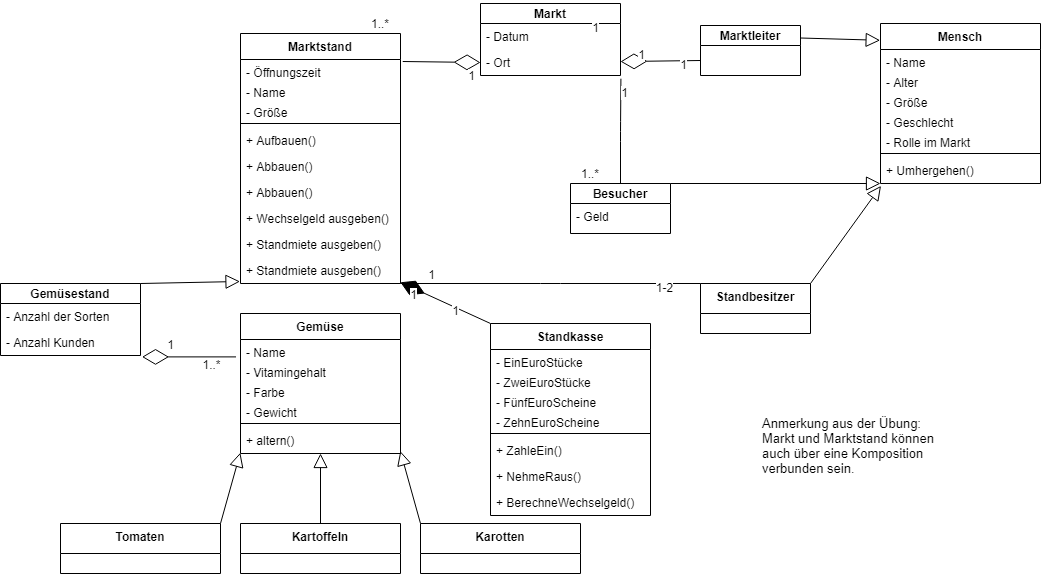 Markt
- Datum
- Ort
1
1..*
1
Marktstand
- Öffnungszeit
- Name
- Größe
+ Aufbauen()
+ Abbauen()
+ Abbauen()
+ Wechselgeld ausgeben()
+ Standmiete ausgeben()
+ Standmiete ausgeben()
1
1
Marktleiter
Mensch
- Name
- Alter
- Größe
- Geschlecht
- Rolle im Markt
+ Umhergehen()
1
1..*
Besucher
- Geld
1
1-2
Standbesitzer
1
1
Gemüsestand
- Anzahl der Sorten
- Anzahl Kunden
1
1..*
Gemüse
- Name
- Vitamingehalt
- Farbe
- Gewicht
+ altern()
Standkasse
- EinEuroStücke
- ZweiEuroStücke
- FünfEuroScheine
- ZehnEuroScheine
+ ZahleEin()
+ NehmeRaus()
+ BerechneWechselgeld()
Anmerkung aus der Übung:
Markt und Marktstand können
auch über eine Komposition
verbunden sein.
Tomaten
Kartoffeln
Karotten